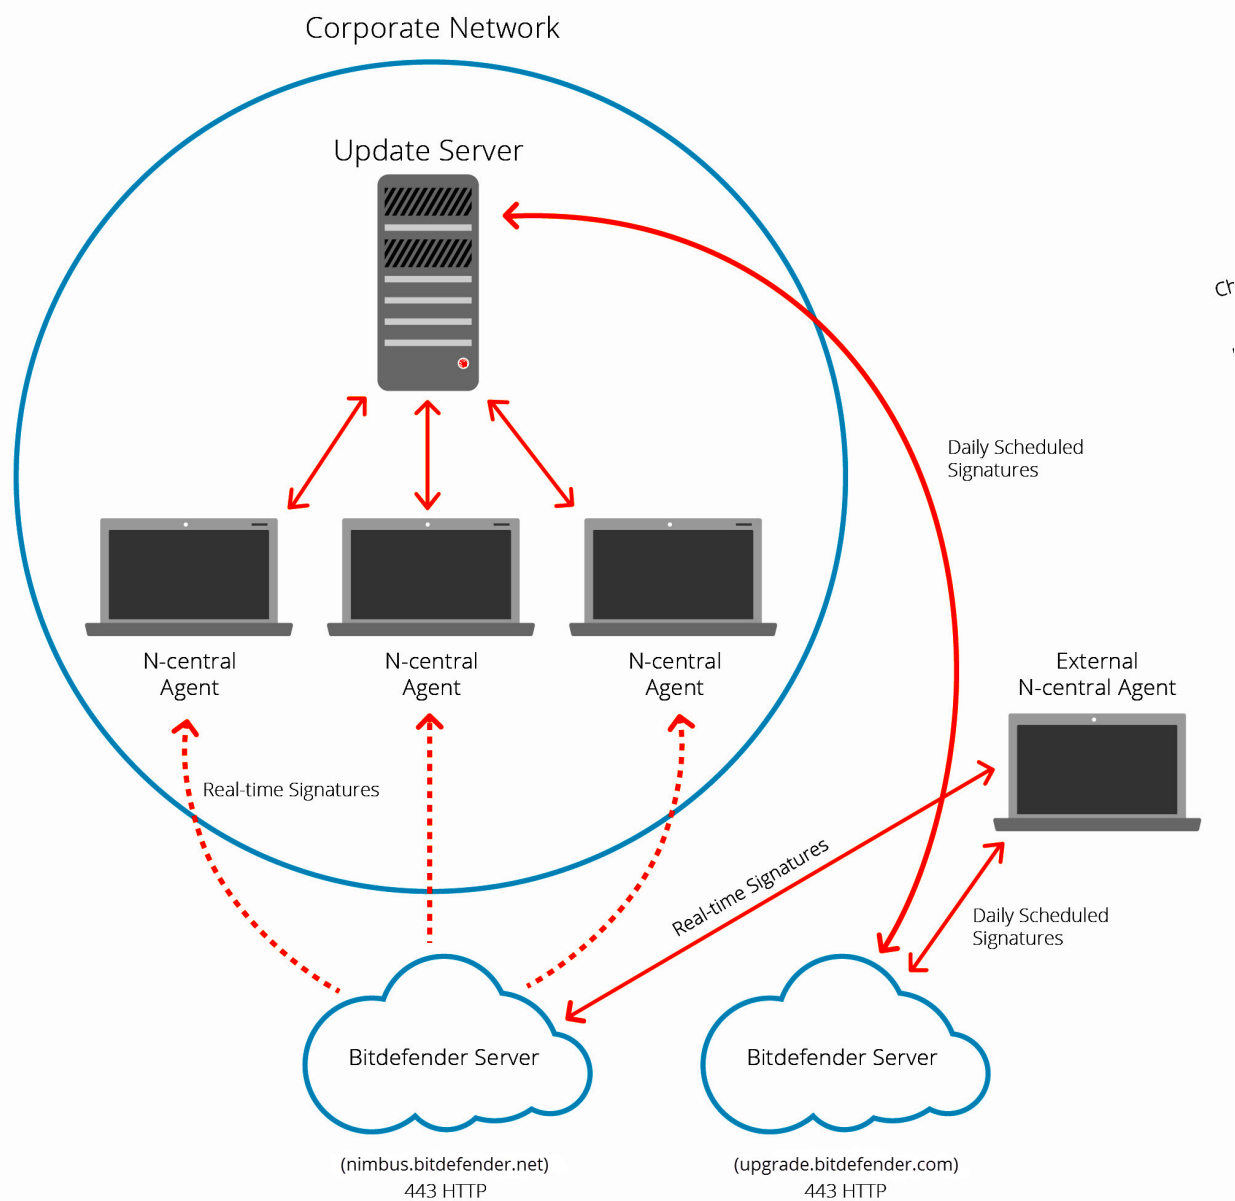 Corporate Network
Update Server
Daily Scheduled
Signatures
N-central
Agent
N-central
Agent
N-central
Agent
External
N-central Agent
Real-time Signatures
Real-time Signatures
Daily Scheduled
Signatures
Bitdefender Server
Bitdefender Server
(nimbus.bitdefender.net)
443 HTTP
(upgrade.bitdefender.com)
443 HTTP